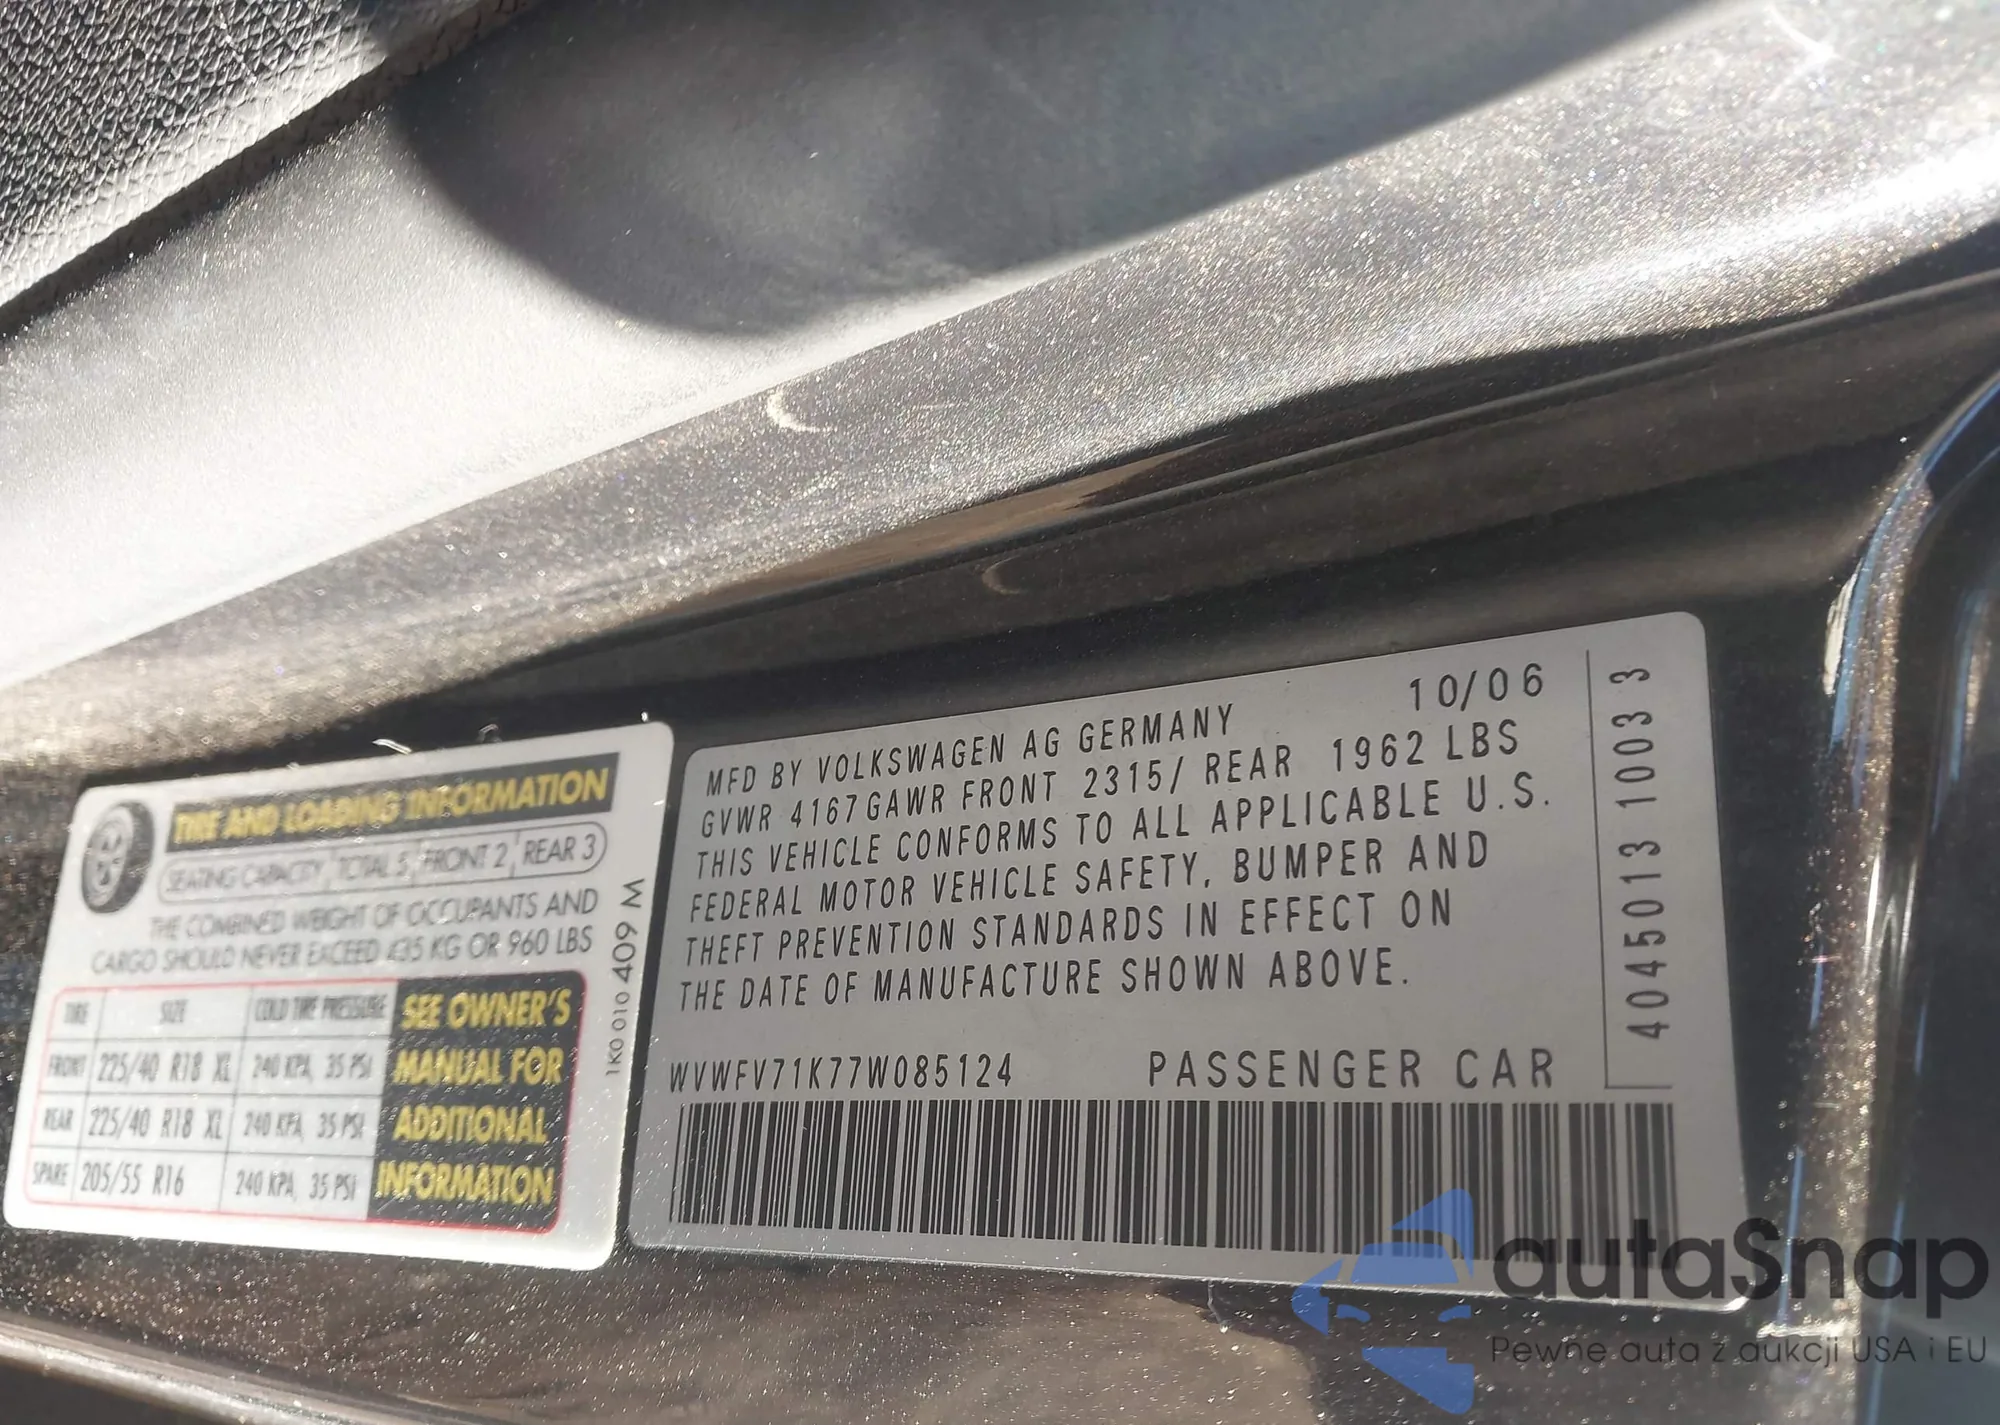 TIRE AND LOADING INFORMATION
SEATING CAPACITY TOTAL 5 FRONT 2 REAR 3
THE COMBINED WEIGHT OF OCCUPANTS AND
CARGO SHOULD NEVER EXCEED 435 KG OR 960 LBS
TIRE SIZE COLD TIRE PRESSURE
FRONT 225/40 R18 XL 240 KPA, 35 PSI
REAR 225/40 R18 XL 240 KPA, 35 PSI
SPARE 205/55 R16 240 KPA, 35 PSI
SEE OWNER'S
MANUAL FOR
ADDITIONAL
INFORMATION
1K0 010 409 M
10/06
MFD BY VOLKSWAGEN AG GERMANY
GVWR 4167 GAWR FRONT 2315/ REAR 1962 LBS
THIS VEHICLE CONFORMS TO ALL APPLICABLE U.S.
FEDERAL MOTOR VEHICLE SAFETY, BUMPER AND
THEFT PREVENTION STANDARDS IN EFFECT ON
THE DATE OF MANUFACTURE SHOWN ABOVE.
WVWFV71K77W085124 PASSENGER CAR
4045013 1003 3
autaSnap
Pewne auta z aukcji USA i EU